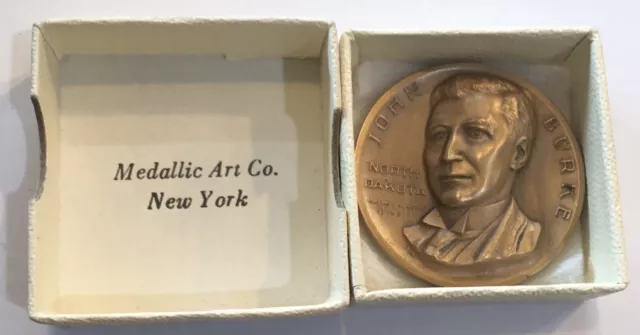 Medallic Art Co.
New York
JOHN BURKE
NORTH
DAKOTA